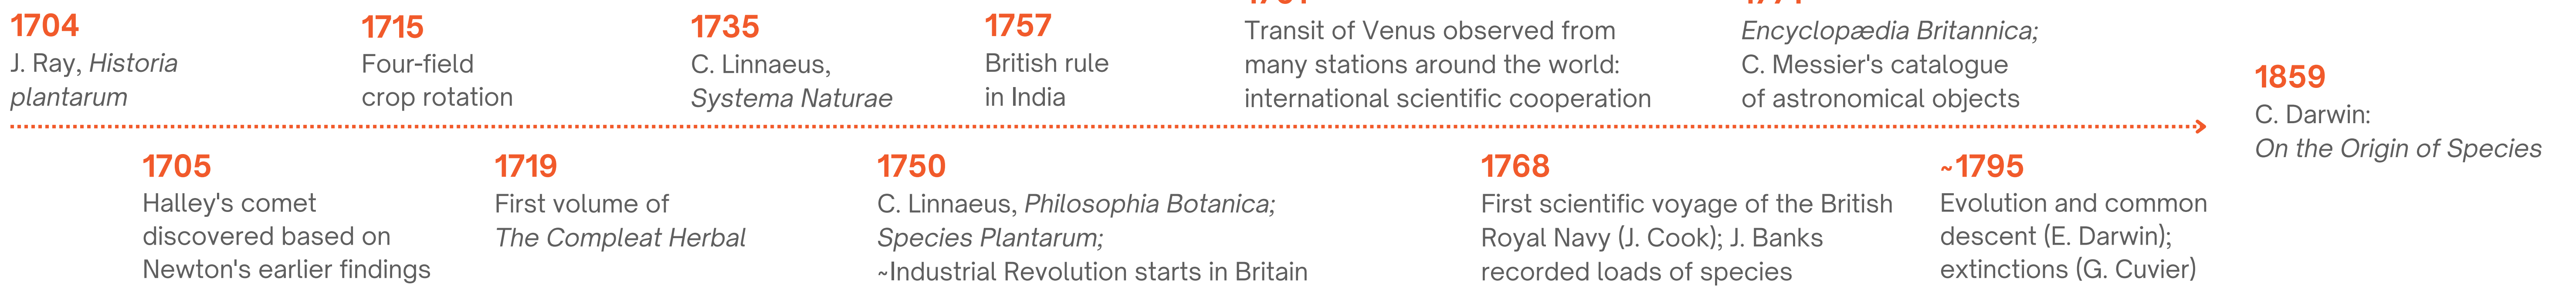 1704
J. Ray, Historia
plantarum
1715
Four-field
crop rotation
1735
C. Linnaeus,
Systema Naturae
1757
British rule
in India
Transit of Venus observed from
many stations around the world:
international scientific cooperation
Encyclopædia Britannica;
C. Messier's catalogue
of astronomical objects
1859
C. Darwin:
On the Origin of Species
1705
Halley's comet
discovered based on
Newton's earlier findings
1719
First volume of
The Compleat Herbal
1750
C. Linnaeus, Philosophia Botanica;
Species Plantarum;
~Industrial Revolution starts in Britain
1768
First scientific voyage of the British
Royal Navy (J. Cook); J. Banks
recorded loads of species
~1795
Evolution and common
descent (E. Darwin);
extinctions (G. Cuvier)